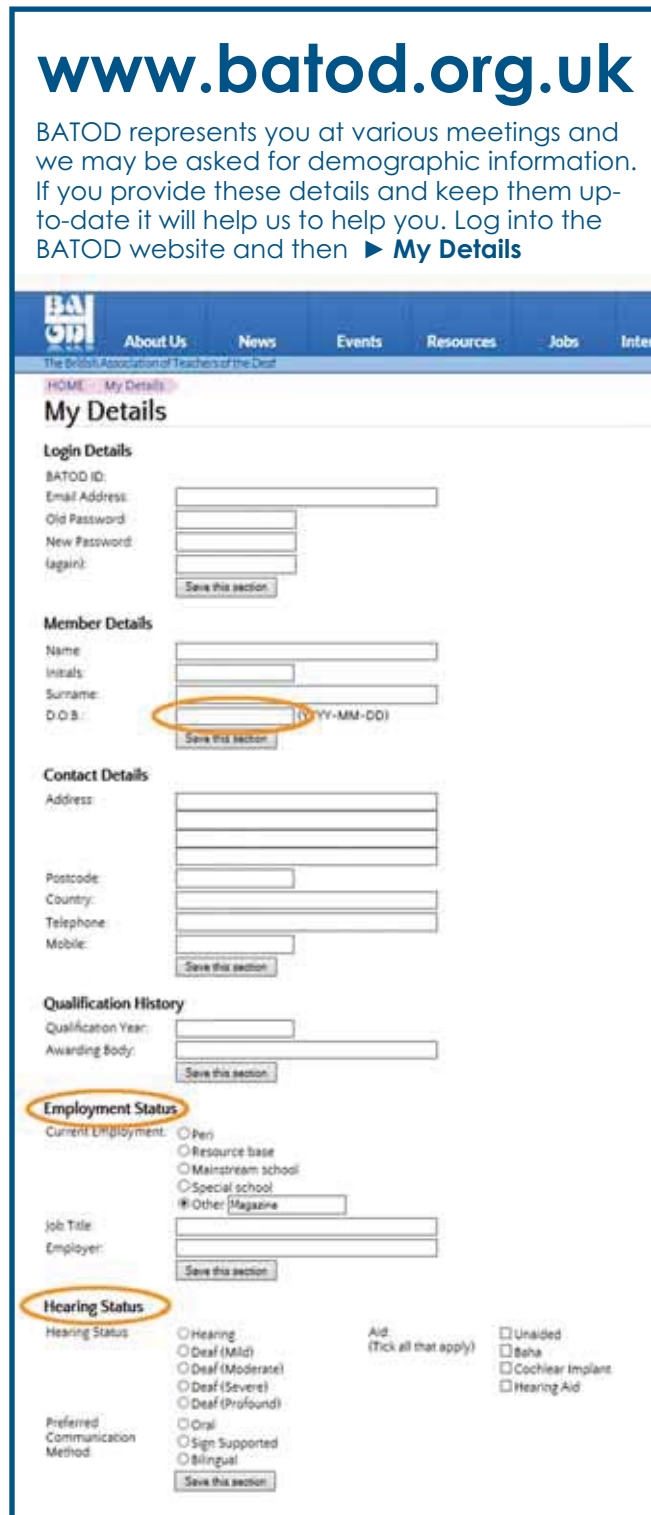 www.batod.org.uk
BATOD represents you at various meetings and
we may be asked for demographic information.
If you provide these details and keep them up-
to-date it will help us to help you. Log into the
BATOD website and then ► My Details
BATOD
About Us News Events Resources Jobs Inter
The British Association of Teachers of the Deaf
HOME My Details
My Details
Login Details
BATOD ID:
Email Address:
Old Password:
New Password:
(again):
Save this section
Member Details
Name
Initials:
Surname:
D.O.B.: (YYYY-MM-DD)
Save this section
Contact Details
Address:
Postcode:
Country:
Telephone:
Mobile:
Save this section
Qualification History
Qualification Year:
Awarding Body:
Save this section
Employment Status
Current Employment: Peri
Resource base
Mainstream school
Special school
Other Magazine
Job Title
Employer:
Save this section
Hearing Status
Hearing Status Hearing Aid Unaided
Deaf (Mild) (Tick all that apply) Baha
Deaf (Moderate) Cochlear Implant
Deaf (Severe) Hearing Aid
Deaf (Profound)
Preferred Oral
Communication Sign Supported
Method Bilingual
Save this section